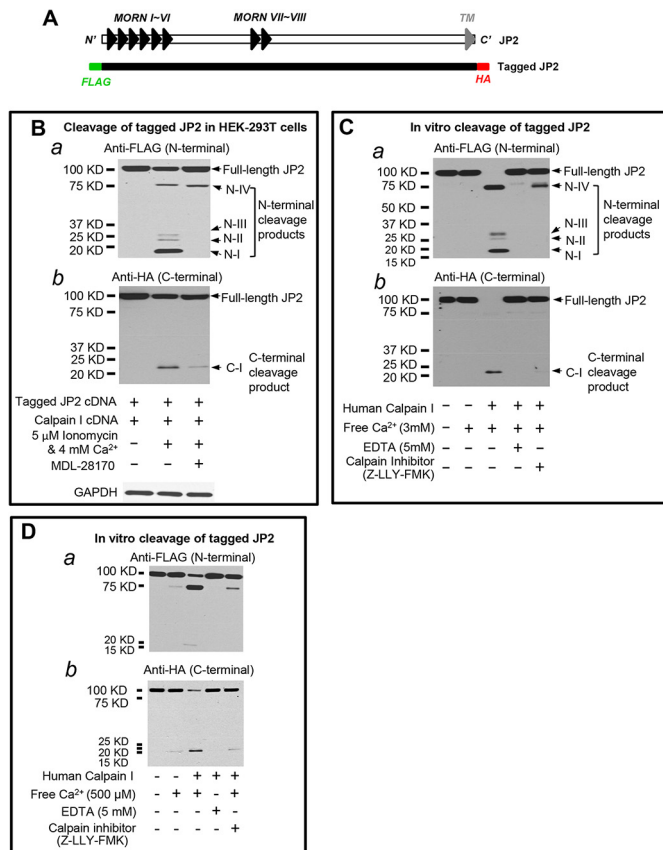 A
MORN I~VI MORN VII~VIII TM
N' C' JP2
Tagged JP2
FLAG HA
B Cleavage of tagged JP2 in HEK-293T cells
a Anti-FLAG (N-terminal)
100 KD Full-length JP2
75 KD N-IV
N-terminal cleavage products
37 KD N-III
25 KD N-II
20 KD N-I
b Anti-HA (C-terminal)
100 KD Full-length JP2
75 KD
37 KD
25 KD C-I
20 KD
C-terminal cleavage product
Tagged JP2 cDNA + + +
Calpain I cDNA + + +
5 µM Ionomycin
& 4 mM Ca2+ - + +
MDL-28170 - - +
GAPDH
C In vitro cleavage of tagged JP2
a Anti-FLAG (N-terminal)
100 KD Full-length JP2
75 KD N-IV
50 KD
N-terminal cleavage products
37 KD N-III
25 KD N-II
20 KD N-I
15 KD
b Anti-HA (C-terminal)
100 KD Full-length JP2
75 KD
37 KD
25 KD C-I
20 KD
C-terminal cleavage product
Human Calpain I - - + + +
Free Ca2+ (3mM) - + + + +
EDTA (5mM) - - - + -
Calpain Inhibitor - - - - +
(Z-LLY-FMK)
D In vitro cleavage of tagged JP2
a Anti-FLAG (N-terminal)
100 KD
75 KD
20 KD
15 KD
b Anti-HA (C-terminal)
100 KD
75 KD
25 KD
20 KD
15 KD
Human Calpain I - - + + +
Free Ca2+ (500 µM) - + + - +
EDTA (5 mM) - - - + -
Calpain inhibitor - - - - +
(Z-LLY-FMK)